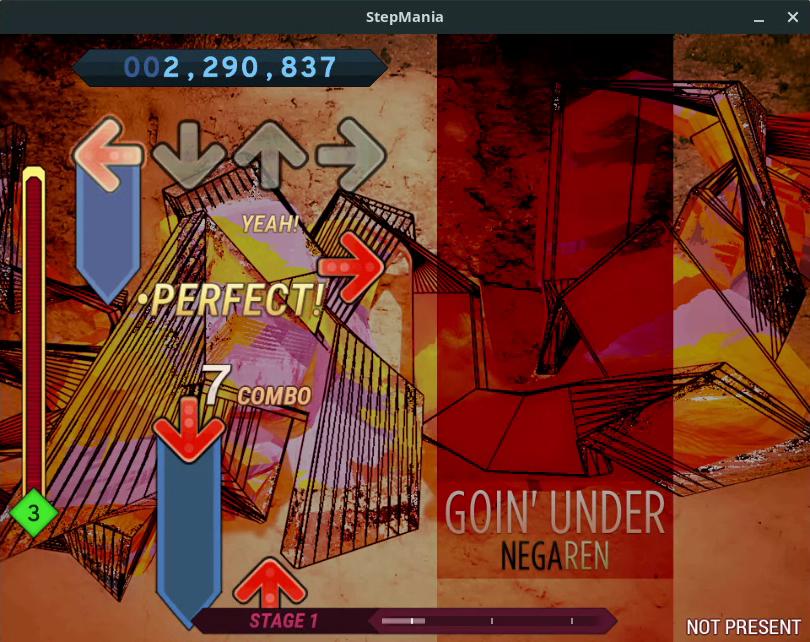 StepMania
002,290,837
YEAH!
PERFECT!
7 COMBO
3
GOIN' UNDER
NEGAREN
STAGE 1
NOT PRESENT